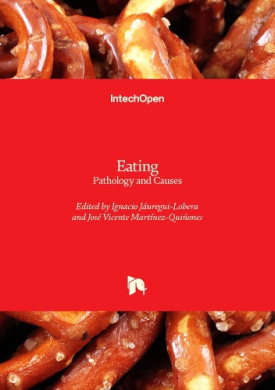 IntechOpen
Eating
Pathology and Causes
Edited by Ignacio Jáuregui-Lobera
and José Vicente Martínez-Quiñones